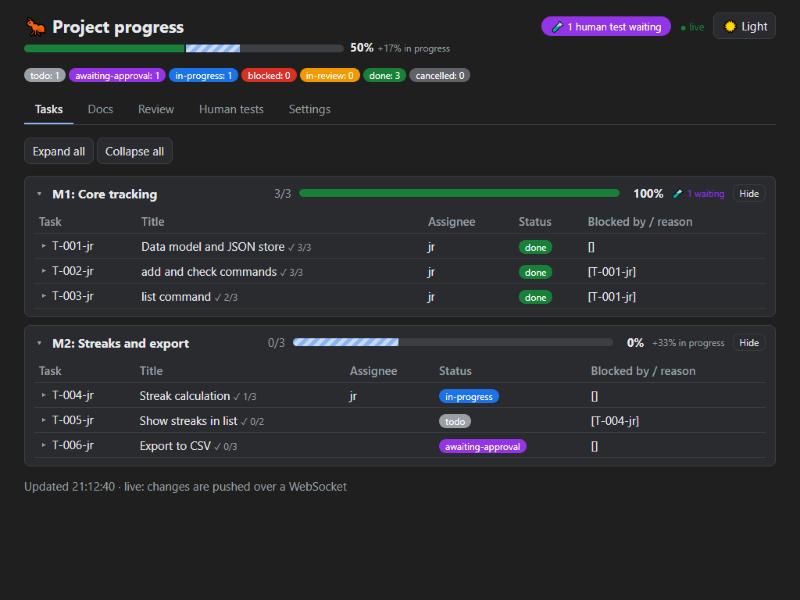 Project progress
1 human test waiting
live
Light
50% +17% in progress
todo: 1 awaiting-approval: 1 in-progress: 1 blocked: 0 in-review: 0 done: 3 cancelled: 0
Tasks Docs Review Human tests Settings
Expand all Collapse all
M1: Core tracking 3/3 100% 1 waiting Hide
Task Title Assignee Status Blocked by / reason
T-001-jr Data model and JSON store ✓ 3/3 jr done []
T-002-jr add and check commands ✓ 3/3 jr done [T-001-jr]
T-003-jr list command ✓ 2/3 jr done [T-001-jr]
M2: Streaks and export 0/3 0% +33% in progress Hide
Task Title Assignee Status Blocked by / reason
T-004-jr Streak calculation ✓ 1/3 jr in-progress []
T-005-jr Show streaks in list ✓ 0/2 todo [T-004-jr]
T-006-jr Export to CSV ✓ 0/3 awaiting-approval []
Updated 21:12:40 · live: changes are pushed over a WebSocket